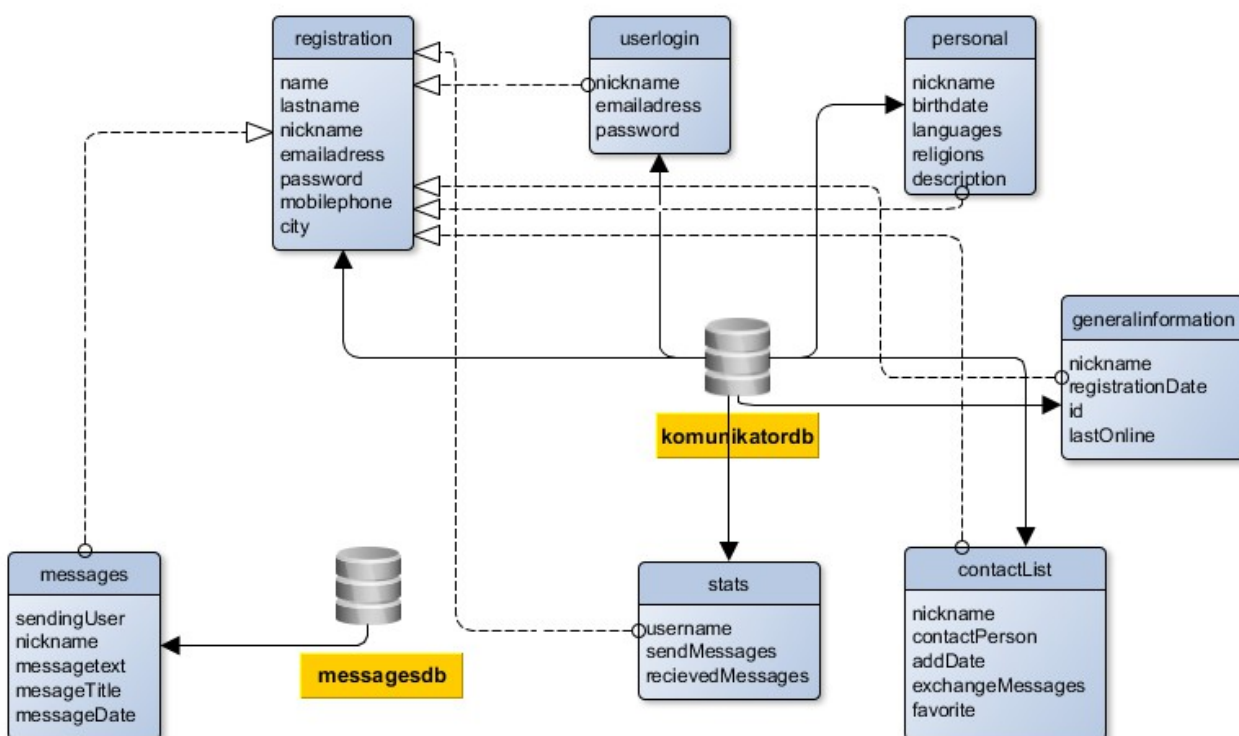 registration
name
lastname
nickname
emailadress
password
mobilephone
city
userlogin
nickname
emailadress
password
personal
nickname
birthdate
languages
religions
description
generalinformation
nickname
registrationDate
id
lastOnline
komunikatordb
messages
sendingUser
nickname
messagetext
mesageTitle
messageDate
messagesdb
stats
username
sendMessages
recievedMessages
contactList
nickname
contactPerson
addDate
exchangeMessages
favorite